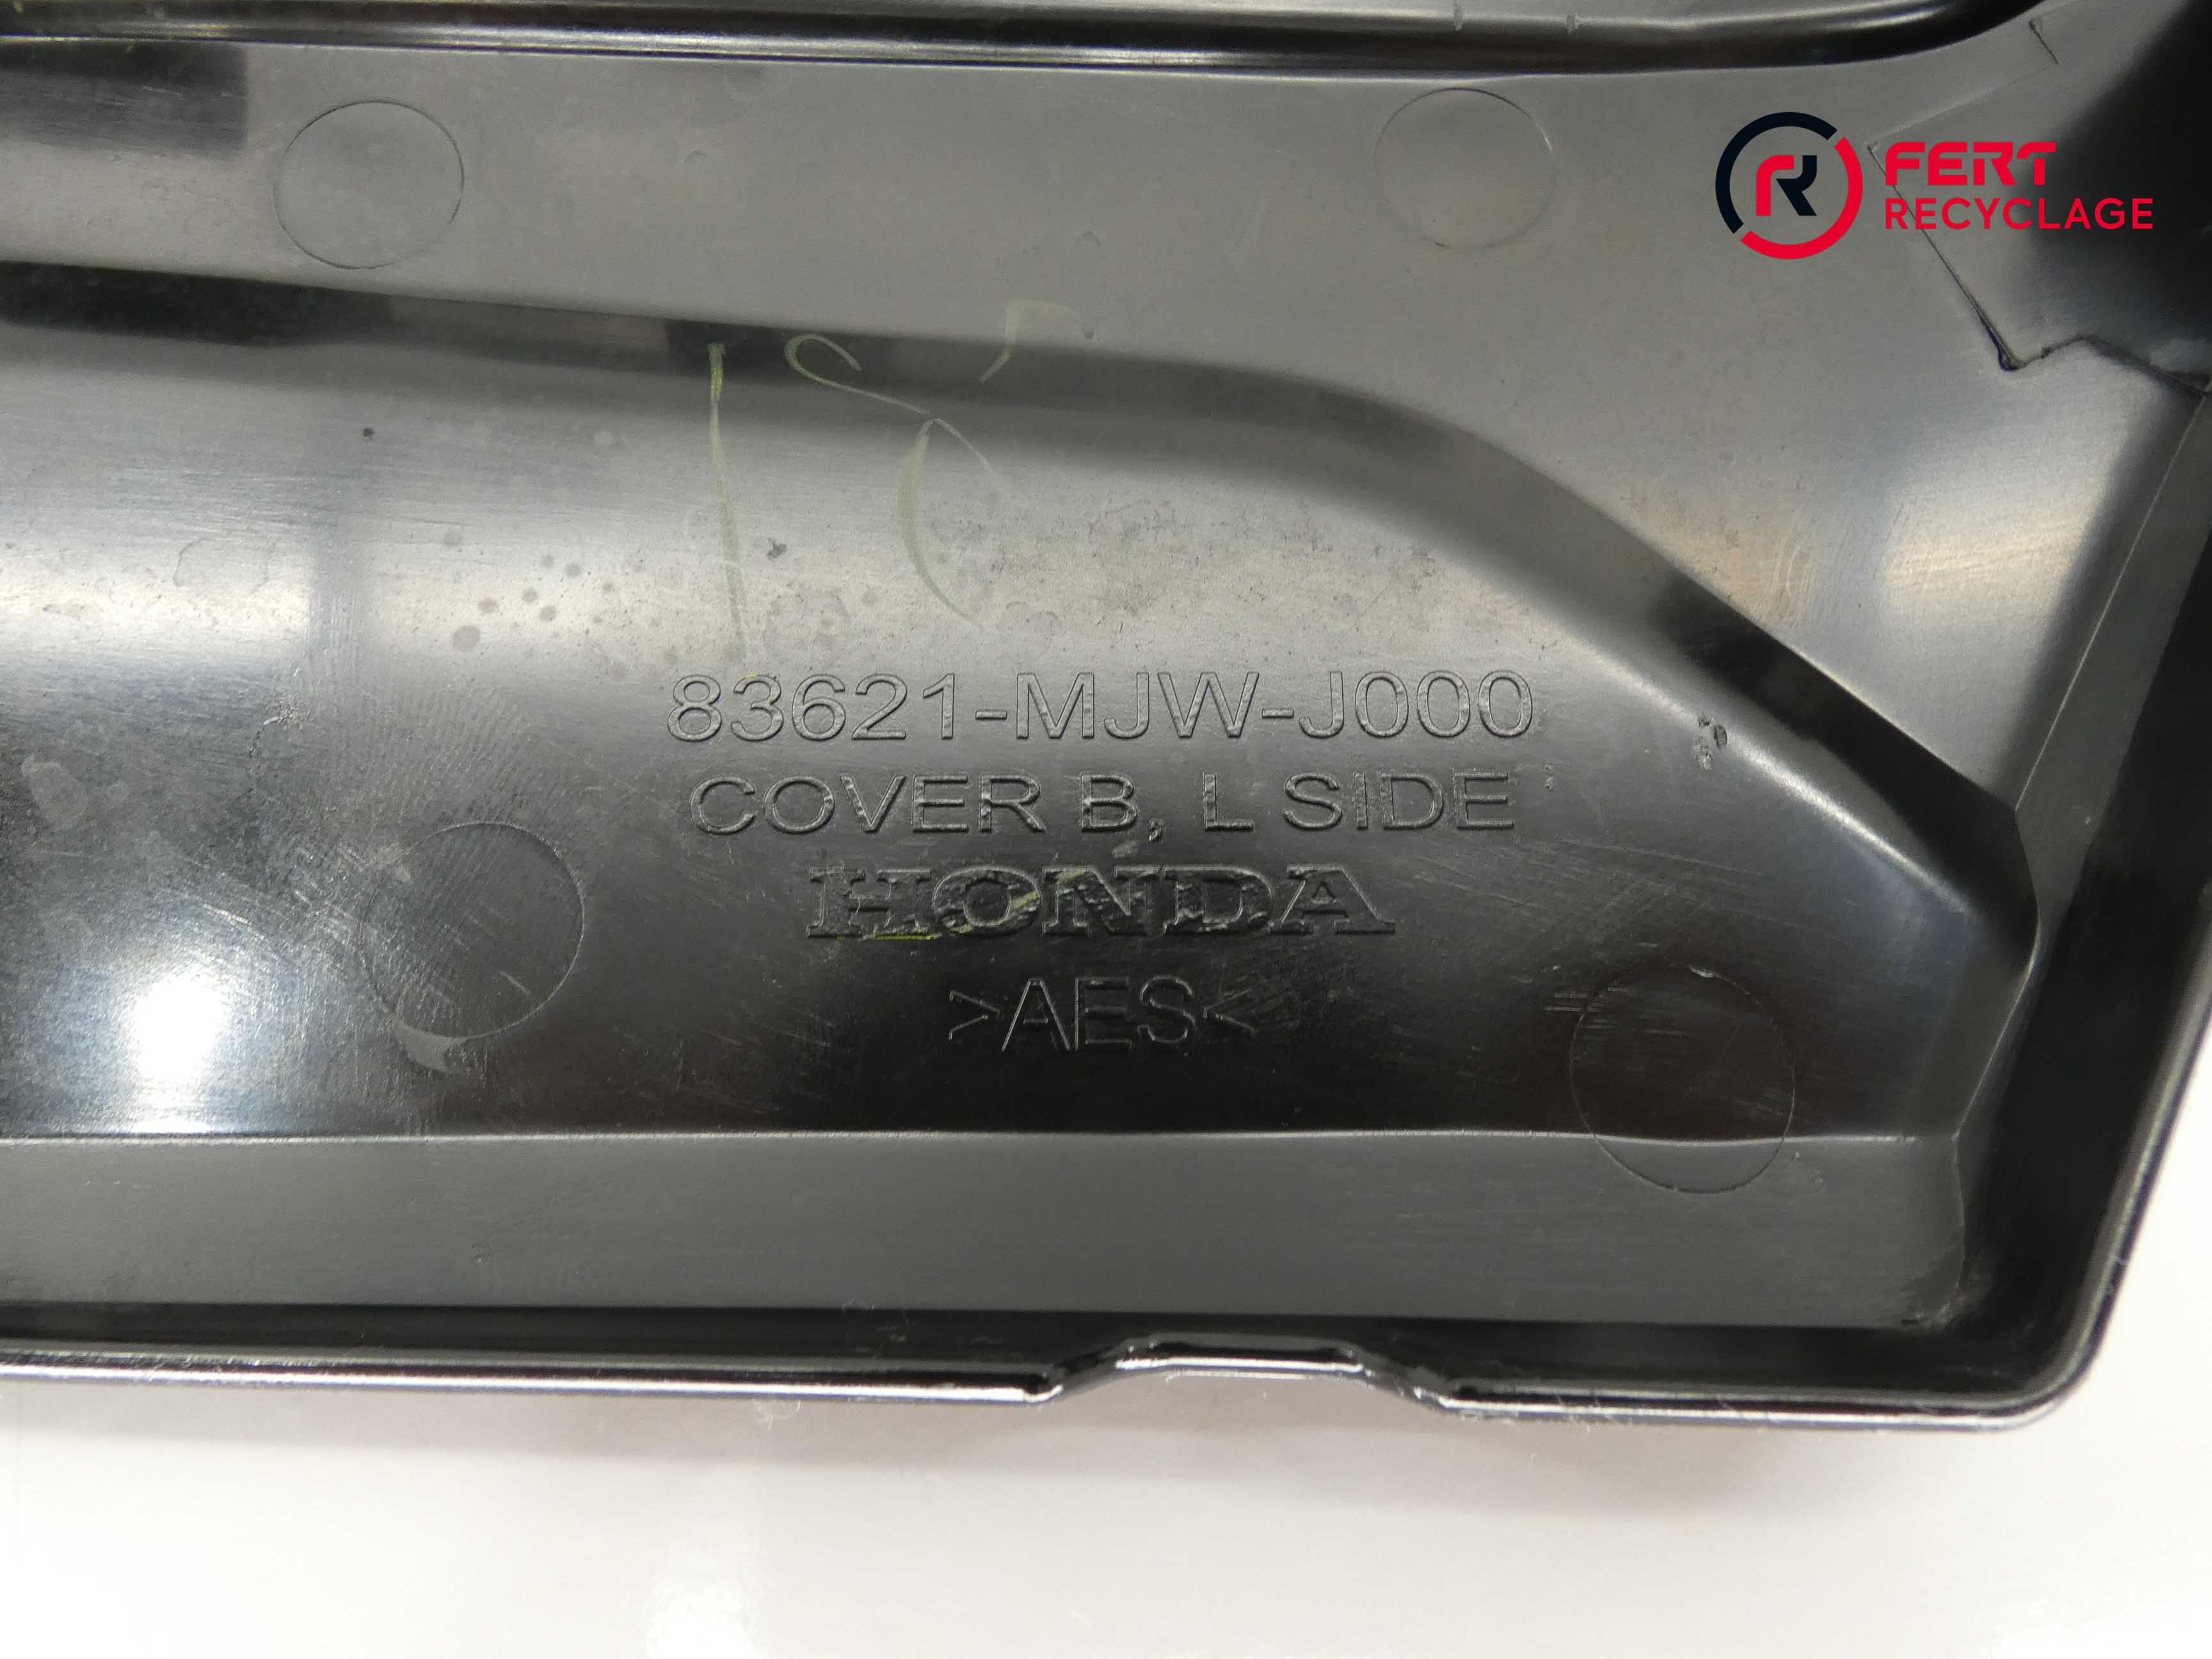 FERT
RECYCLAGE
83621-MJW-J000
COVER B, L SIDE
HONDA
>AES<